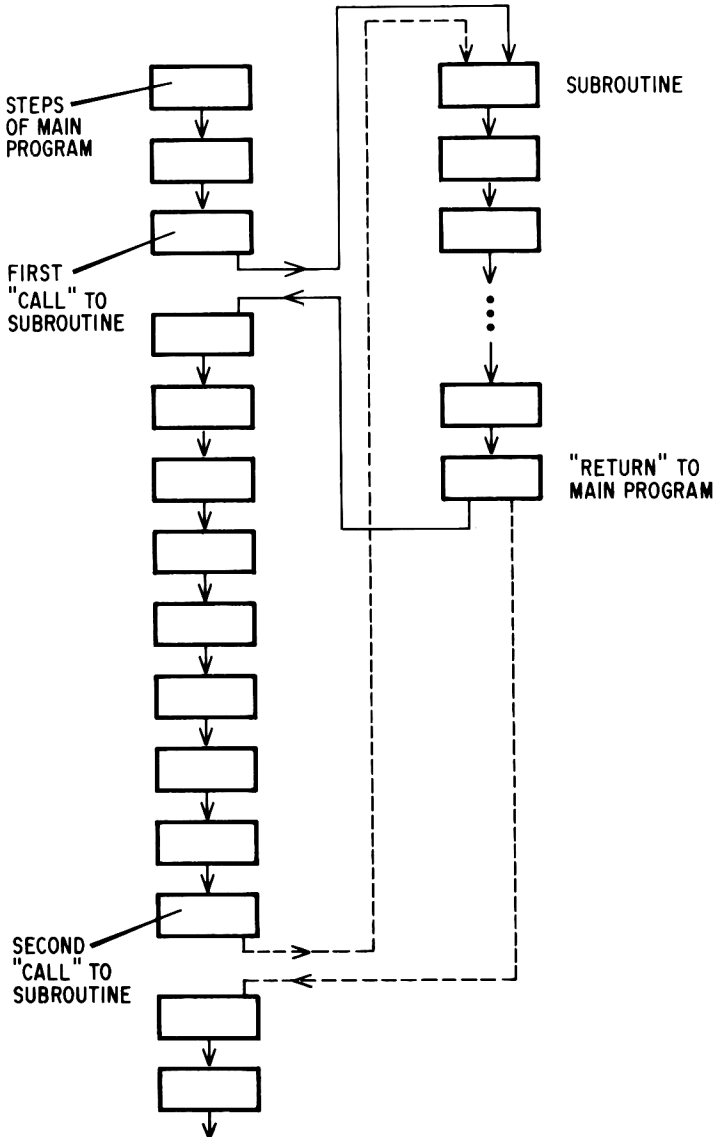 STEPS
OF MAIN
PROGRAM
SUBROUTINE
FIRST
"CALL" TO
SUBROUTINE
"RETURN" TO
MAIN PROGRAM
SECOND
"CALL" TO
SUBROUTINE